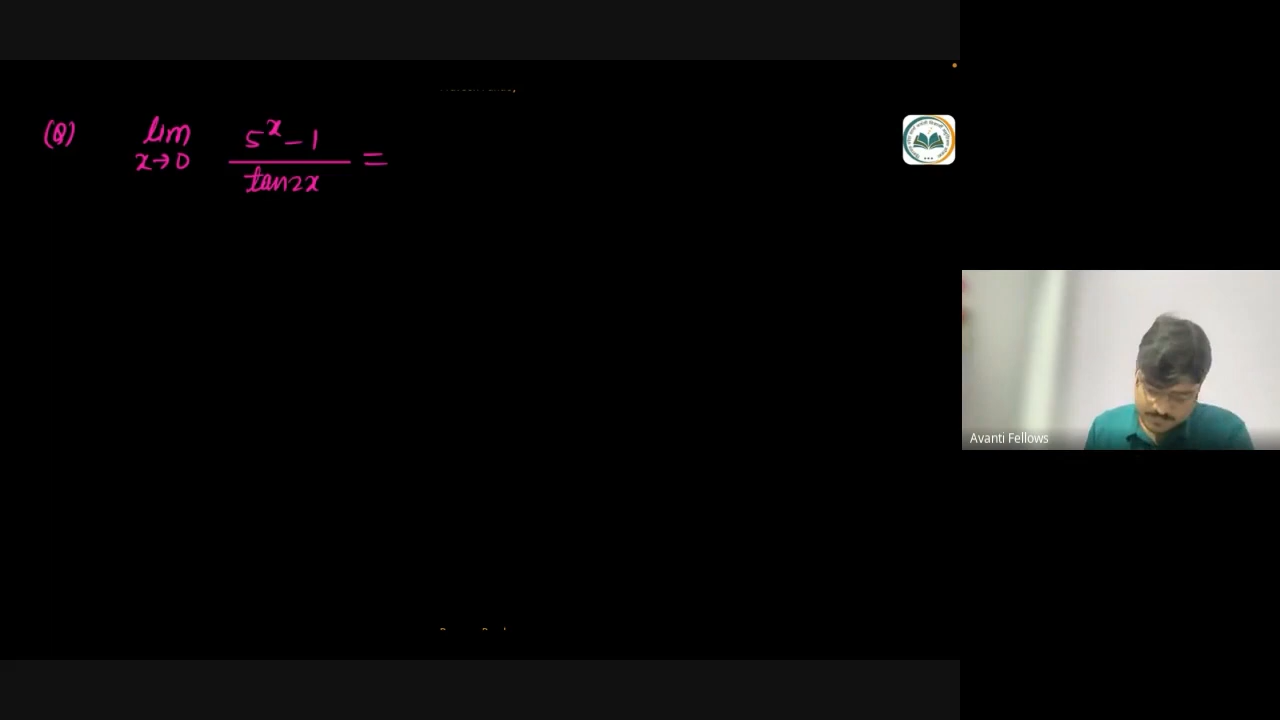 (Q) lim x→0 5^x - 1 / tan2x =
Avanti Fellows